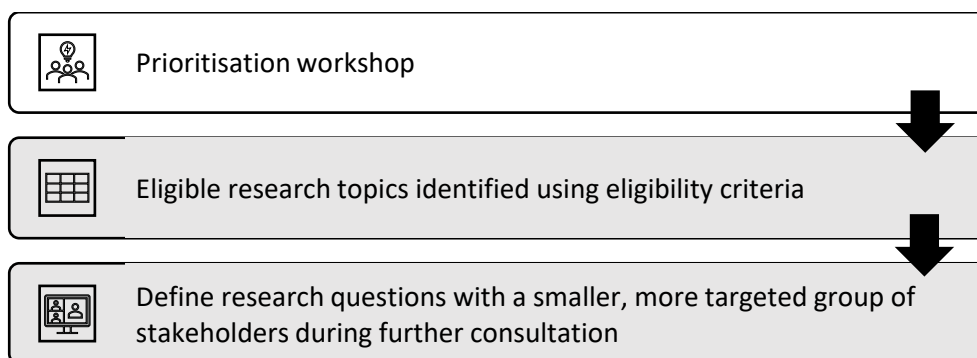 Prioritisation workshop
Eligible research topics identified using eligibility criteria
Define research questions with a smaller, more targeted group of
stakeholders during further consultation